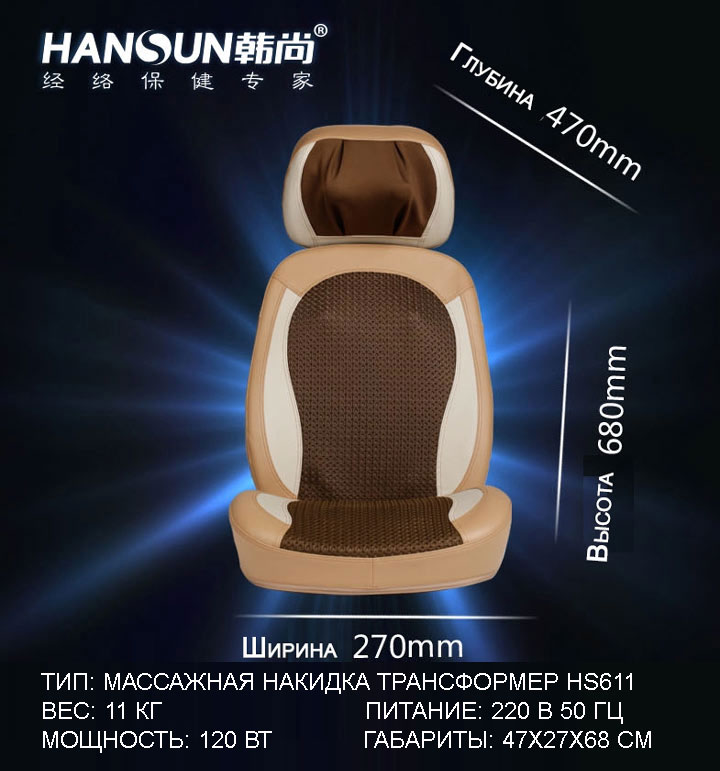 HANSUN韩尚®
经络保健专家
Глубина 470mm
Высота 680mm
Ширина 270mm
ТИП: МАССАЖНАЯ НАКИДКА ТРАНСФОРМЕР HS611
ВЕС: 11 КГ ПИТАНИЕ: 220 В 50 ГЦ
МОЩНОСТЬ: 120 ВТ ГАБАРИТЫ: 47X27X68 СМ